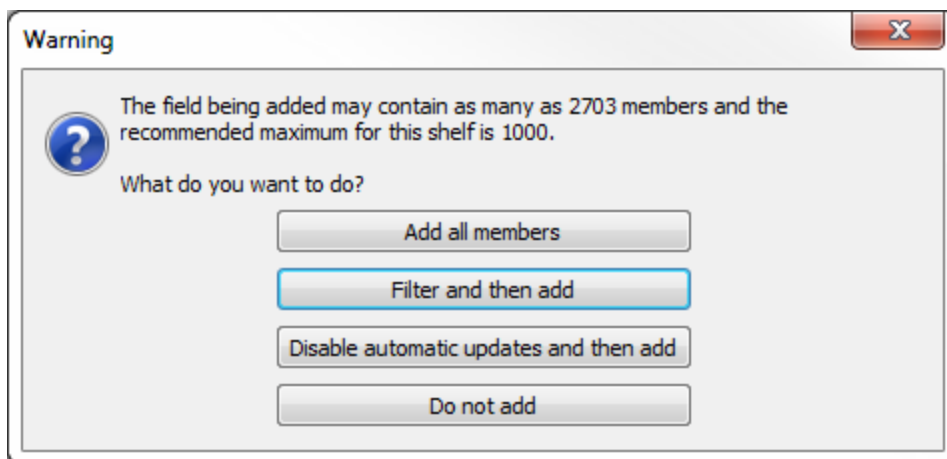 Warning
X
The field being added may contain as many as 2703 members and the
recommended maximum for this shelf is 1000.
What do you want to do?
Add all members
Filter and then add
Disable automatic updates and then add
Do not add